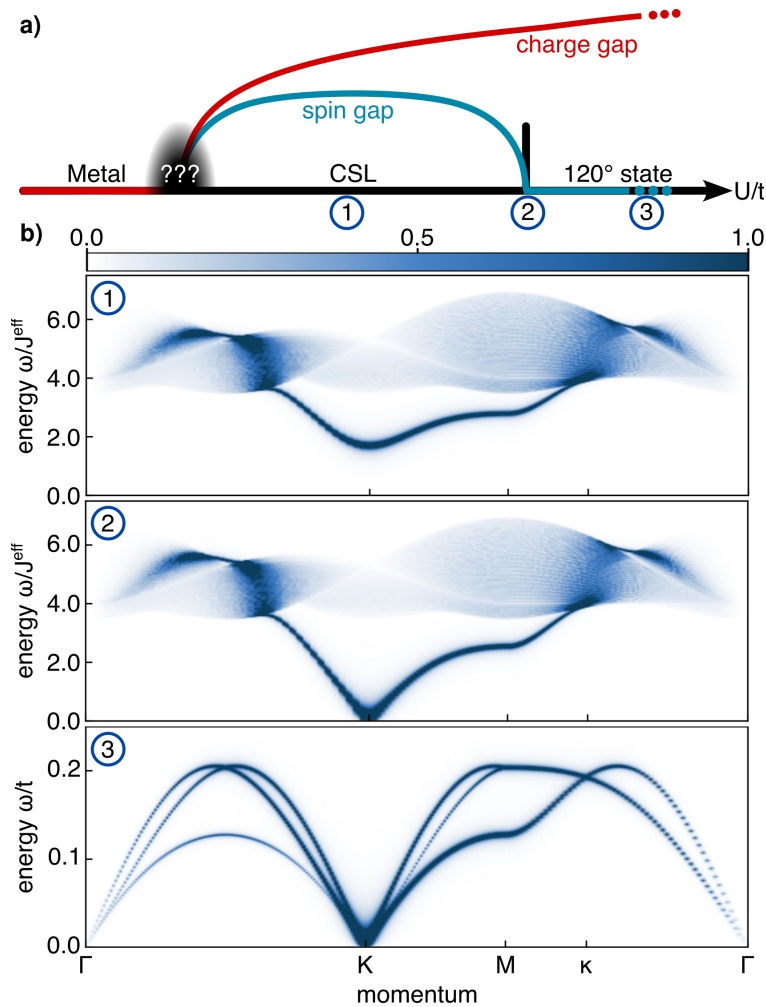 a)
charge gap
spin gap
Metal ??? CSL 120° state
U/t
1 2 3
b)
0.0 0.5 1.0
1
6.0
4.0
2.0
0.0
energy ω/J^eff
2
6.0
4.0
2.0
0.0
energy ω/J^eff
3
0.2
0.1
0.0
energy ω/t
Γ K M κ Γ
momentum